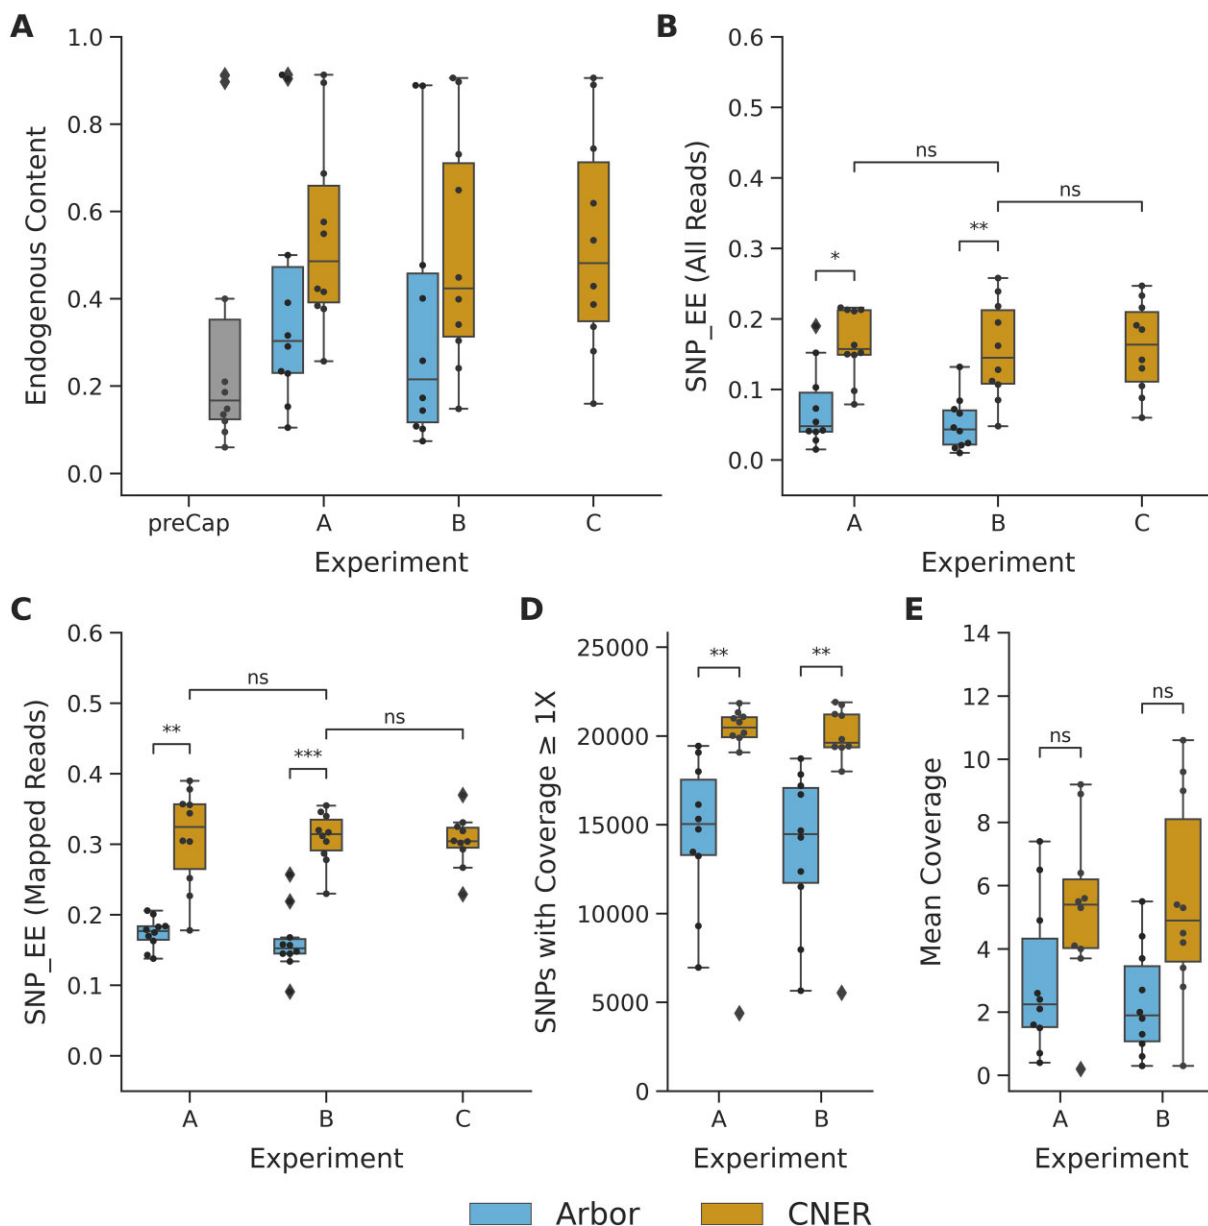 A
1.0
0.8
0.6
0.4
0.2
0.0
Endogenous Content
preCap A B C
Experiment
B
0.6
0.5
0.4
0.3
0.2
0.1
0.0
SNP_EE (All Reads)
ns
ns
**
*
A B C
Experiment
C
0.6
0.5
0.4
0.3
0.2
0.1
0.0
SNP_EE (Mapped Reads)
ns
ns
**
***
A B C
Experiment
D
25000
20000
15000
10000
5000
0
SNPs with Coverage ≥ 1X
** **
A B
Experiment
E
14
12
10
8
6
4
2
0
Mean Coverage
ns
ns
A B
Experiment
Arbor CNER